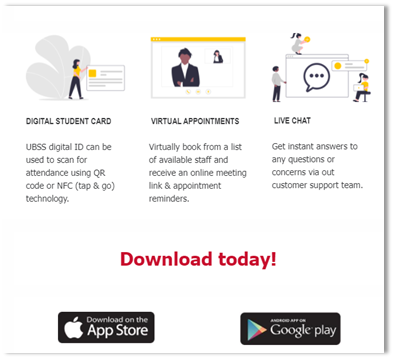 DIGITAL STUDENT CARD
UBSS digital ID can be
used to scan for
attendance using QR
code or NFC (tap & go)
technology.
VIRTUAL APPOINTMENTS
Virtually book from a list
of available staff and
receive an online meeting
link & appointment
reminders.
LIVE CHAT
Get instant answers to
any questions or
concerns via out
customer support team.
Download today!
Download on the
App Store
ANDROID APP ON
Google play